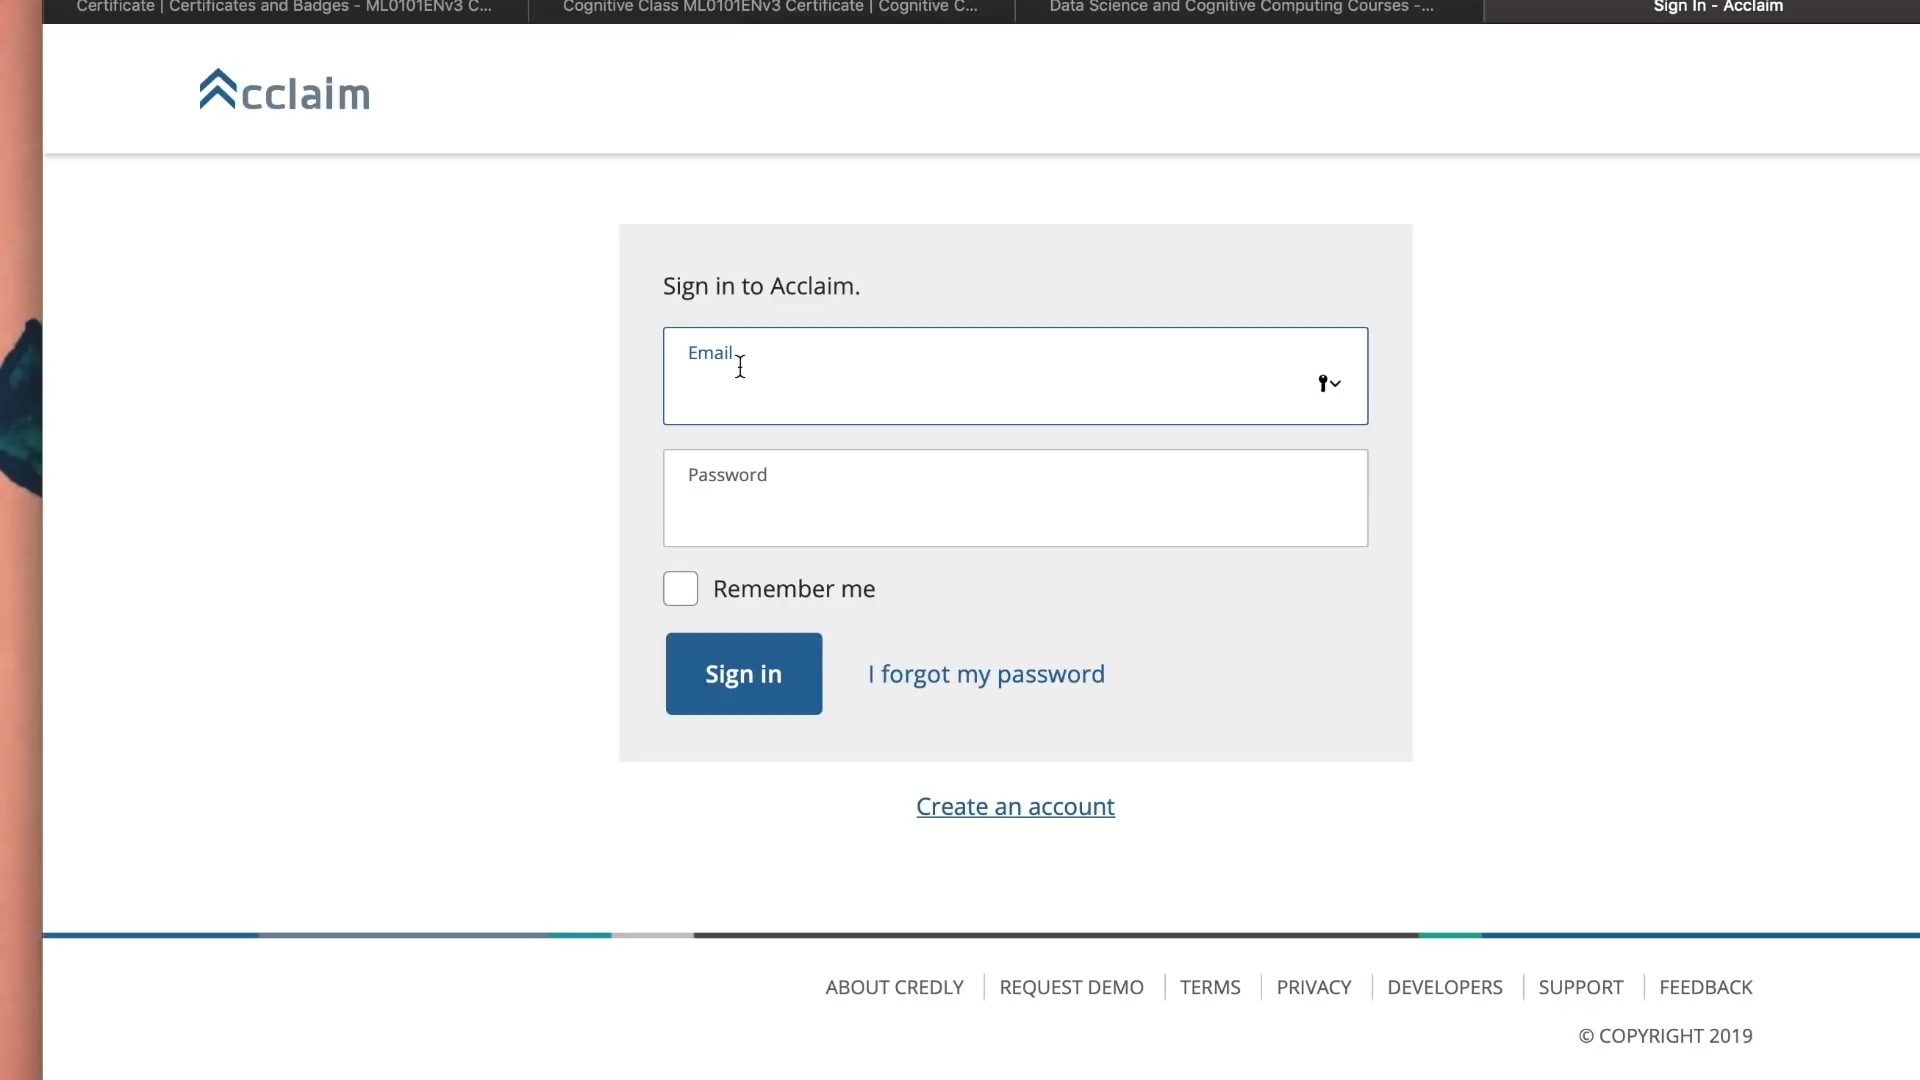 Certificate | Certificates and Badges - ML0101ENv3 C...
Cognitive Class ML0101ENv3 Certificate | Cognitive C...
Data Science and Cognitive Computing Courses -...
Sign In - Acclaim
Acclaim
Sign in to Acclaim.
Email
Password
Remember me
Sign in
I forgot my password
Create an account
ABOUT CREDLY
REQUEST DEMO
TERMS
PRIVACY
DEVELOPERS
SUPPORT
FEEDBACK
© COPYRIGHT 2019